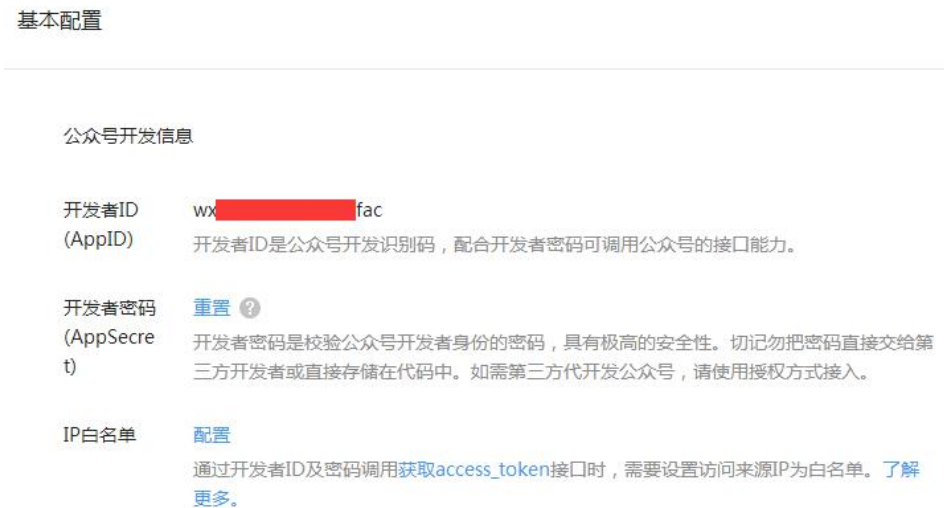 基本配置
公众号开发信息
开发者ID
(AppID)
wx fac
开发者ID是公众号开发识别码，配合开发者密码可调用公众号的接口能力。
开发者密码
(AppSecre
t)
重置 ?
开发者密码是校验公众号开发者身份的密码，具有极高的安全性。切记勿把密码直接交给第
三方开发者或直接存储在代码中。如需第三方代开发公众号，请使用授权方式接入。
IP白名单
配置
通过开发者ID及密码调用获取access_token接口时，需要设置访问来源IP为白名单。了解
更多。